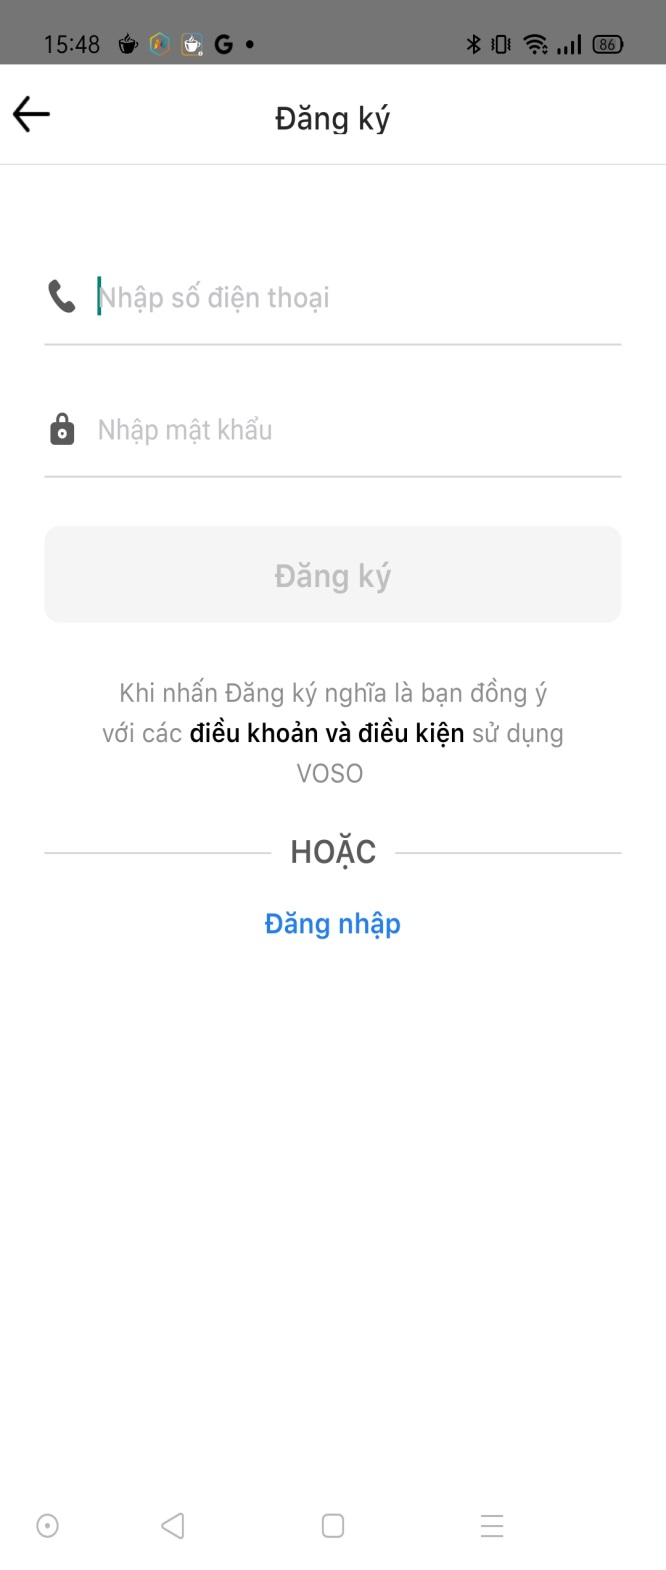 15:48 G 86
Đăng ký
Nhập số điện thoại
Nhập mật khẩu
Đăng ký
Khi nhấn Đăng ký nghĩa là bạn đồng ý
với các điều khoản và điều kiện sử dụng
VOSO
HOẶC
Đăng nhập